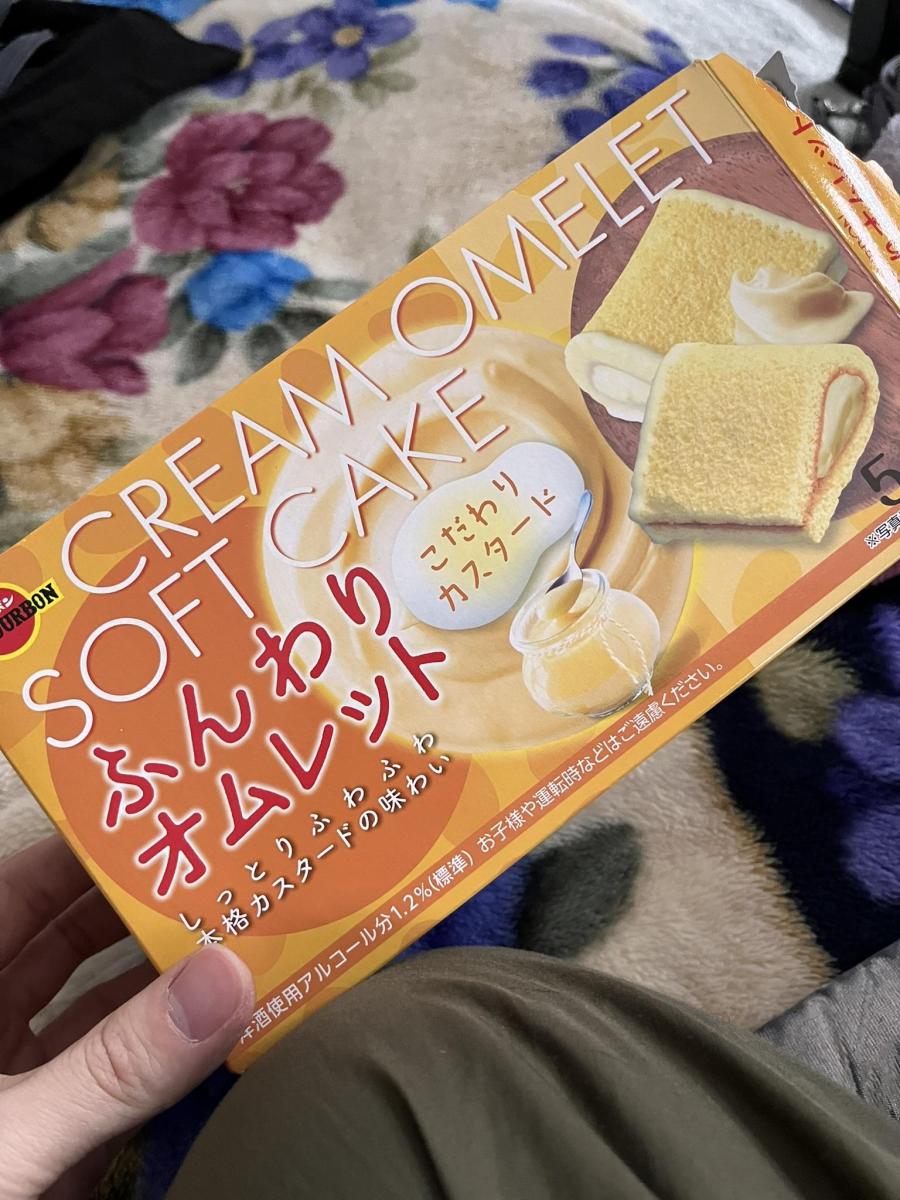 CREAM OMELET
SOFT CAKE
BOURBON
こだわり
カスタード
ふんわり
オムレット
しっとりふわふわ
本格カスタードの味わい
洋酒使用アルコール分1.2%(標準) お子様や運転時などはご遠慮ください。
5
※写真